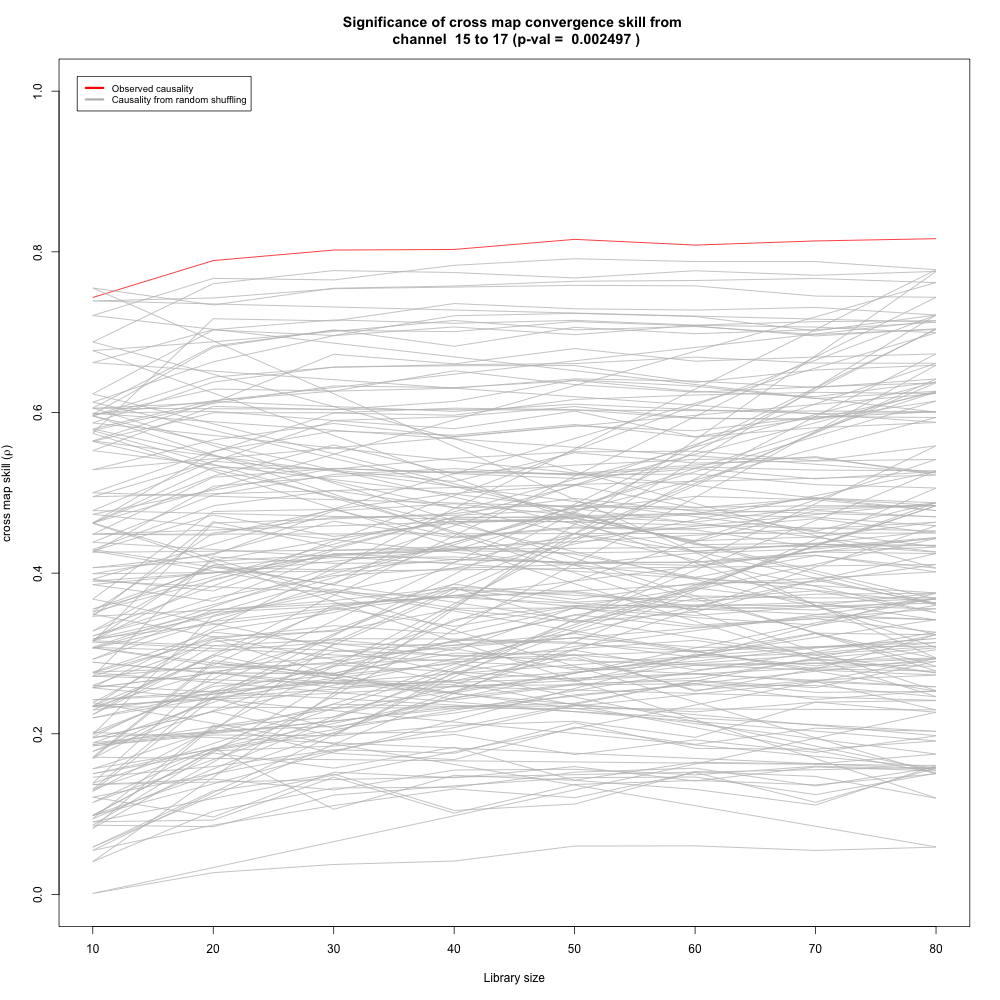 Significance of cross map convergence skill from
channel  15 to 17 (p-val =  0.002497 )
Observed causality
Causality from random shuffling
cross map skill (ρ)
1.0
0.8
0.6
0.4
0.2
0.0
10 20 30 40 50 60 70 80
Library size